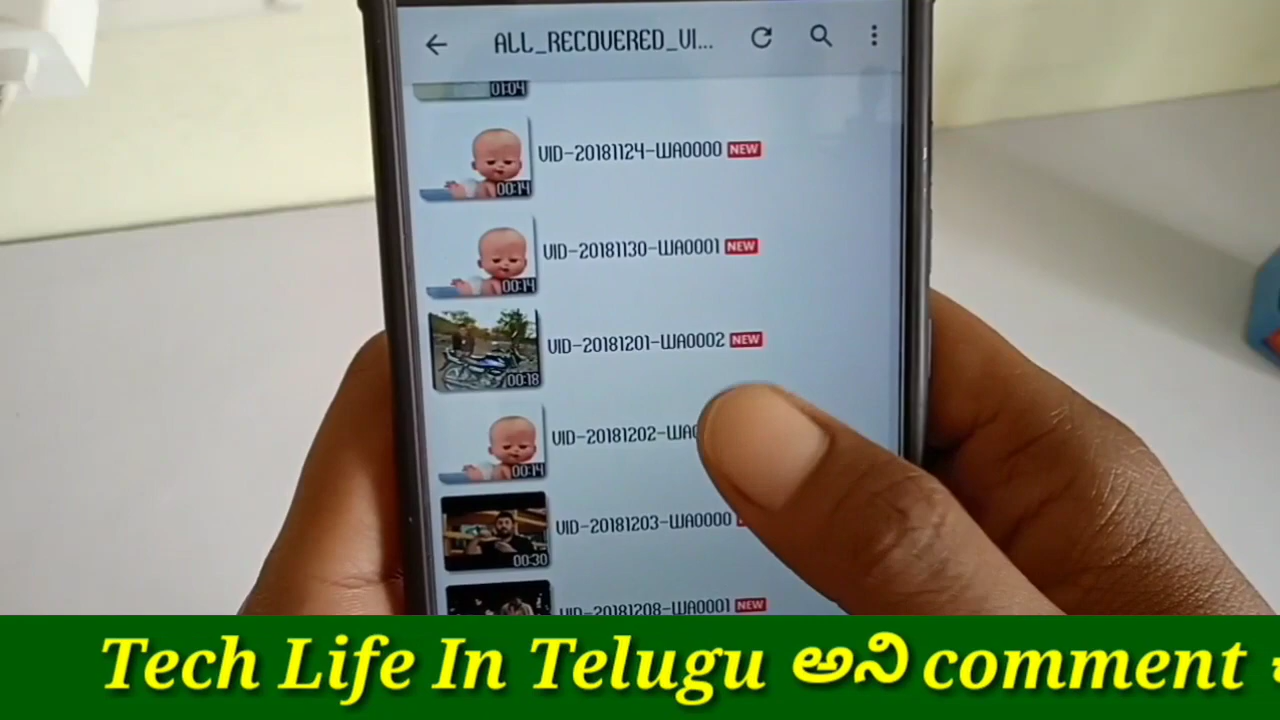 ALL_RECOVERED_VI...
01:04
VID-20181124-WA0000 NEW
00:14
VID-20181130-WA0001 NEW
00:14
VID-20181201-WA0002 NEW
00:18
VID-20181202-WA
00:14
VID-20181203-WA0000
00:30
VID-20181208-WA0001 NEW
Tech Life In Telugu అని comment